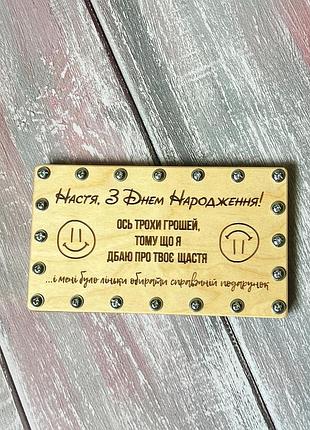 Настя, З Днем Народження!
ОСЬ ТРОХИ ГРОШЕЙ,
ТОМУ ЩО Я
ДБАЮ ПРО ТВОЄ ЩАСТЯ
...і мені було ліньки обирати справжній подарунок